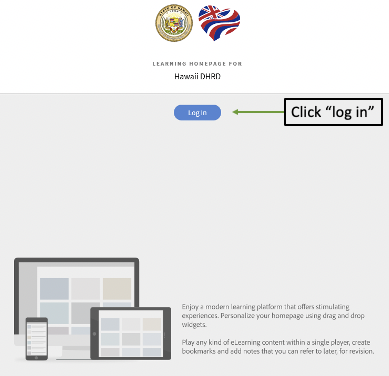 LEARNING HOMEPAGE FOR
Hawaii DHRD
Log In
Click “log in”
Enjoy a modern learning platform that offers stimulating
experiences. Personalize your homepage using drag and drop
widgets.
Play any kind of eLearning content within a single player, create
bookmarks and add notes that you can refer to later, for revision.